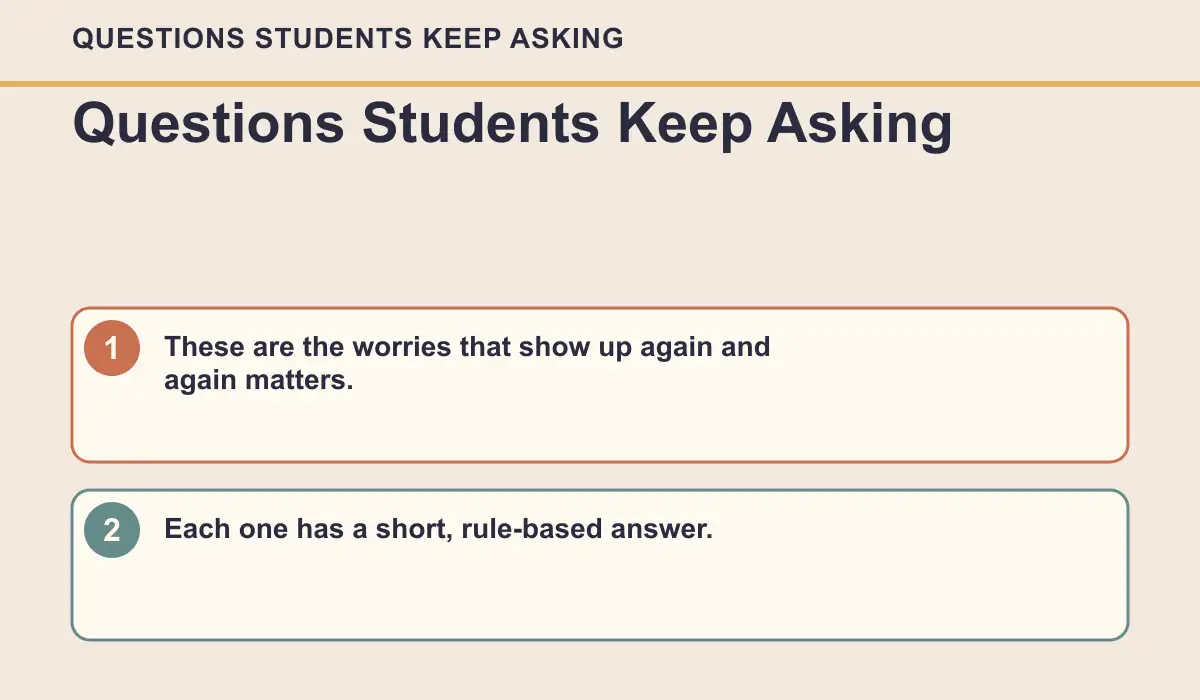 QUESTIONS STUDENTS KEEP ASKING
Questions Students Keep Asking
1
These are the worries that show up again and
again matters.
2
Each one has a short, rule-based answer.